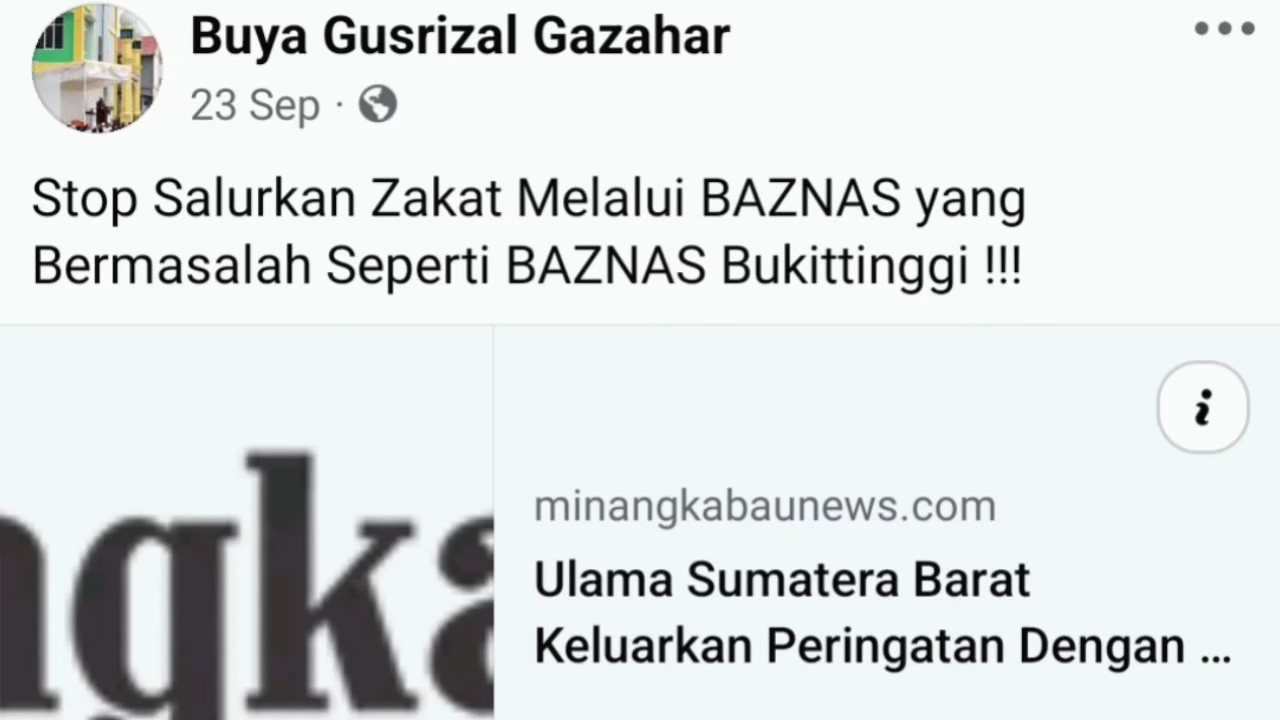 Buya Gusrizal Gazahar
23 Sep ·
Stop Salurkan Zakat Melalui BAZNAS yang
Bermasalah Seperti BAZNAS Bukittinggi !!!
i
ngka
minangkabaunews.com
Ulama Sumatera Barat
Keluarkan Peringatan Dengan ...